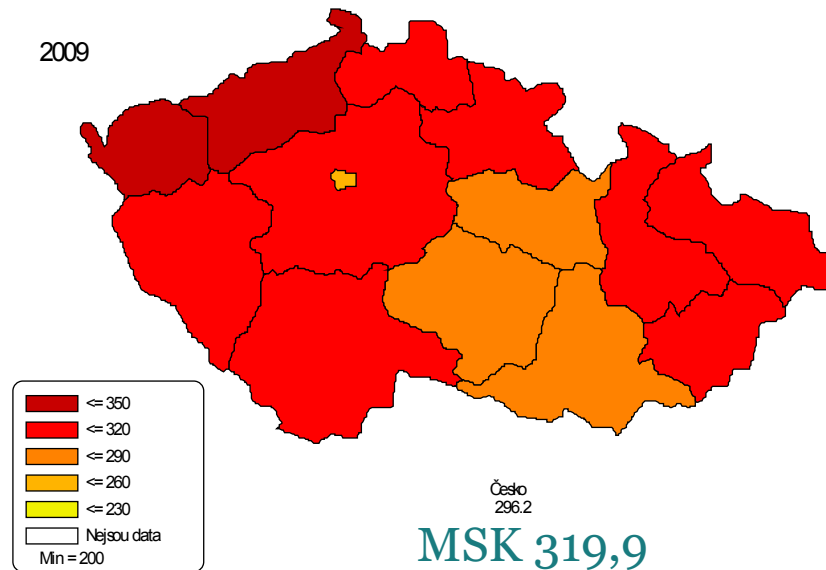 2009
<= 350
<= 320
<= 290
<= 260
<= 230
Nejsou data
Min = 200
Česko
296.2
MSK 319,9